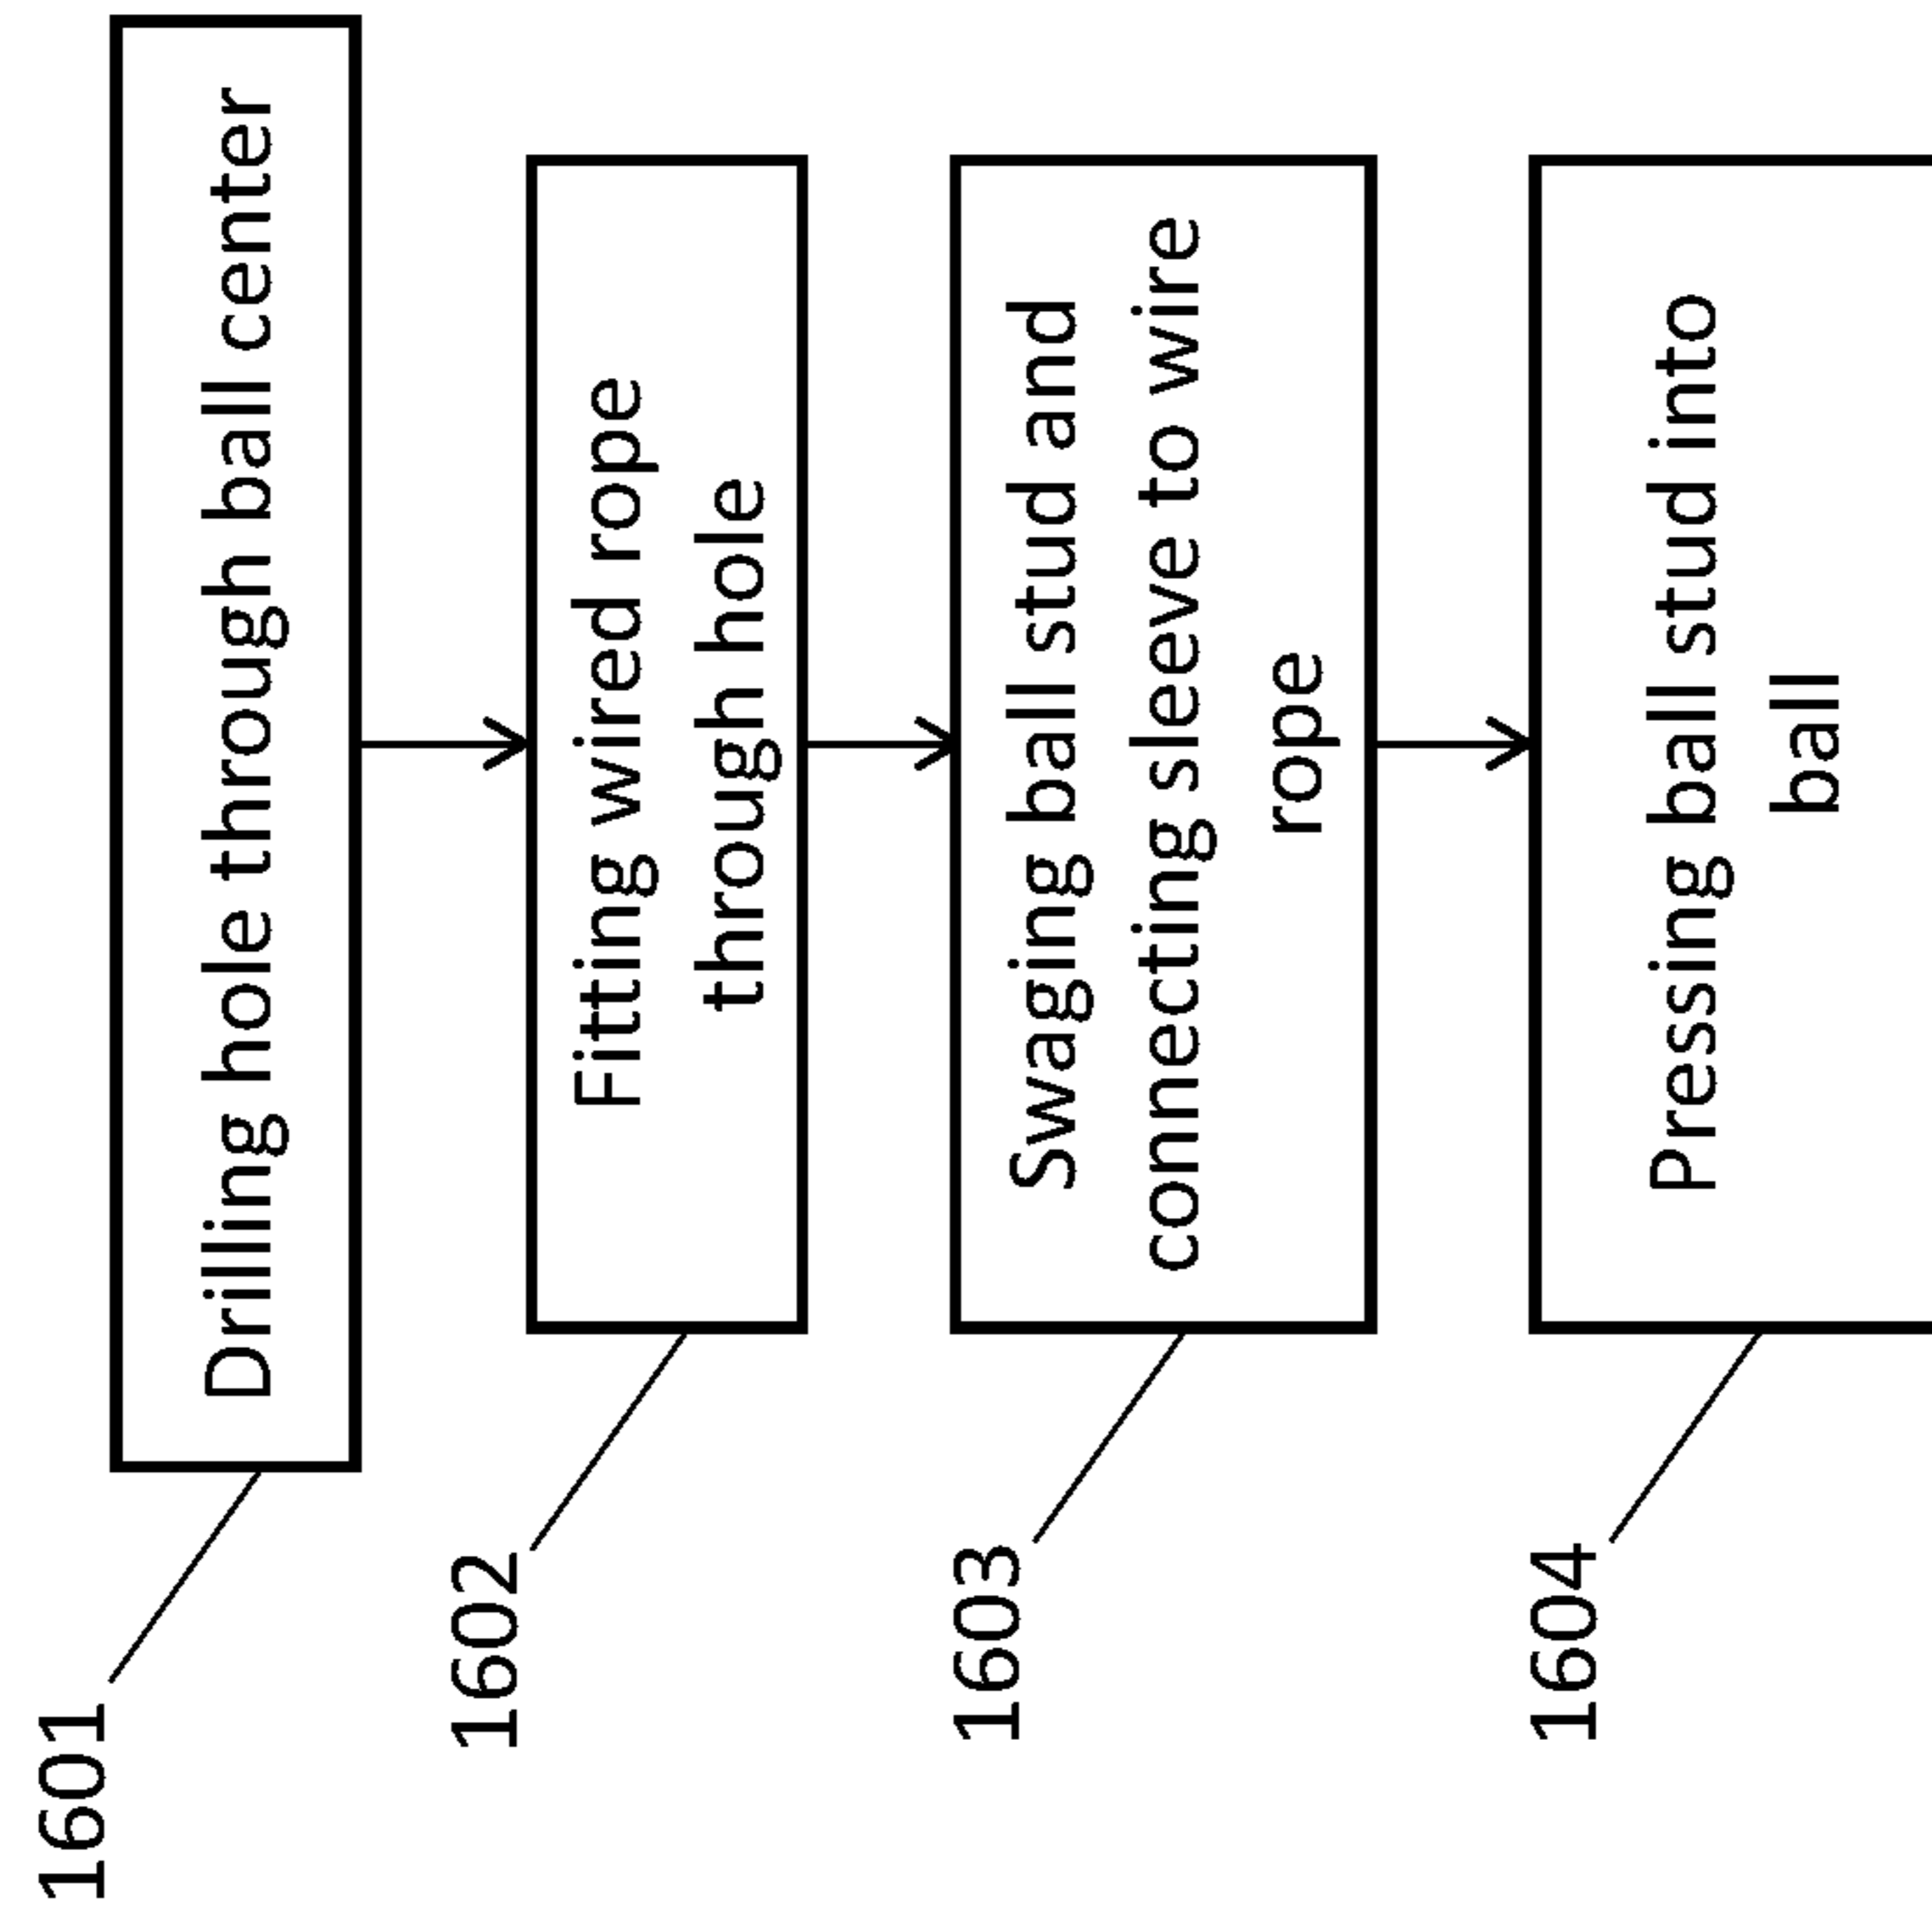 1601
Drilling hole through ball center
1602
Fitting wired rope
through hole
1603
Swaging ball stud and
connecting sleeve to wire
rope
1604
Pressing ball stud into
ball